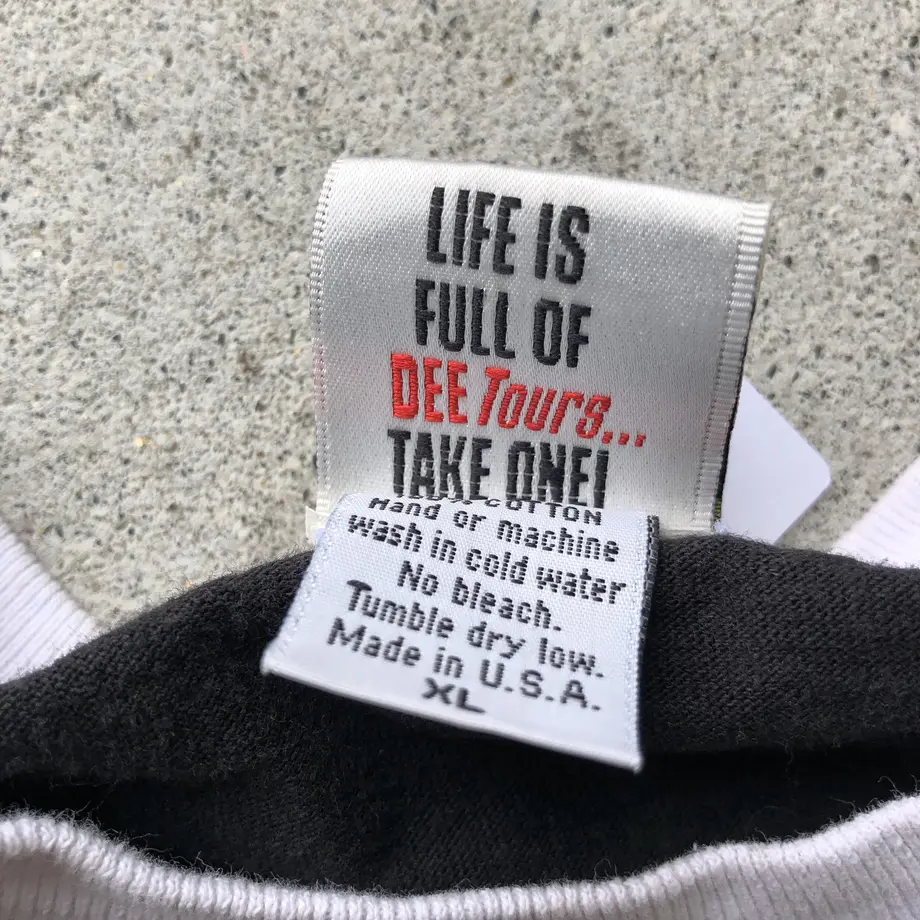 LIFE IS
FULL OF
DEE Tours...
TAKE ONE!
COTTON
Hand or machine
wash in cold water
No bleach.
Tumble dry low.
Made in U.S.A.
XL